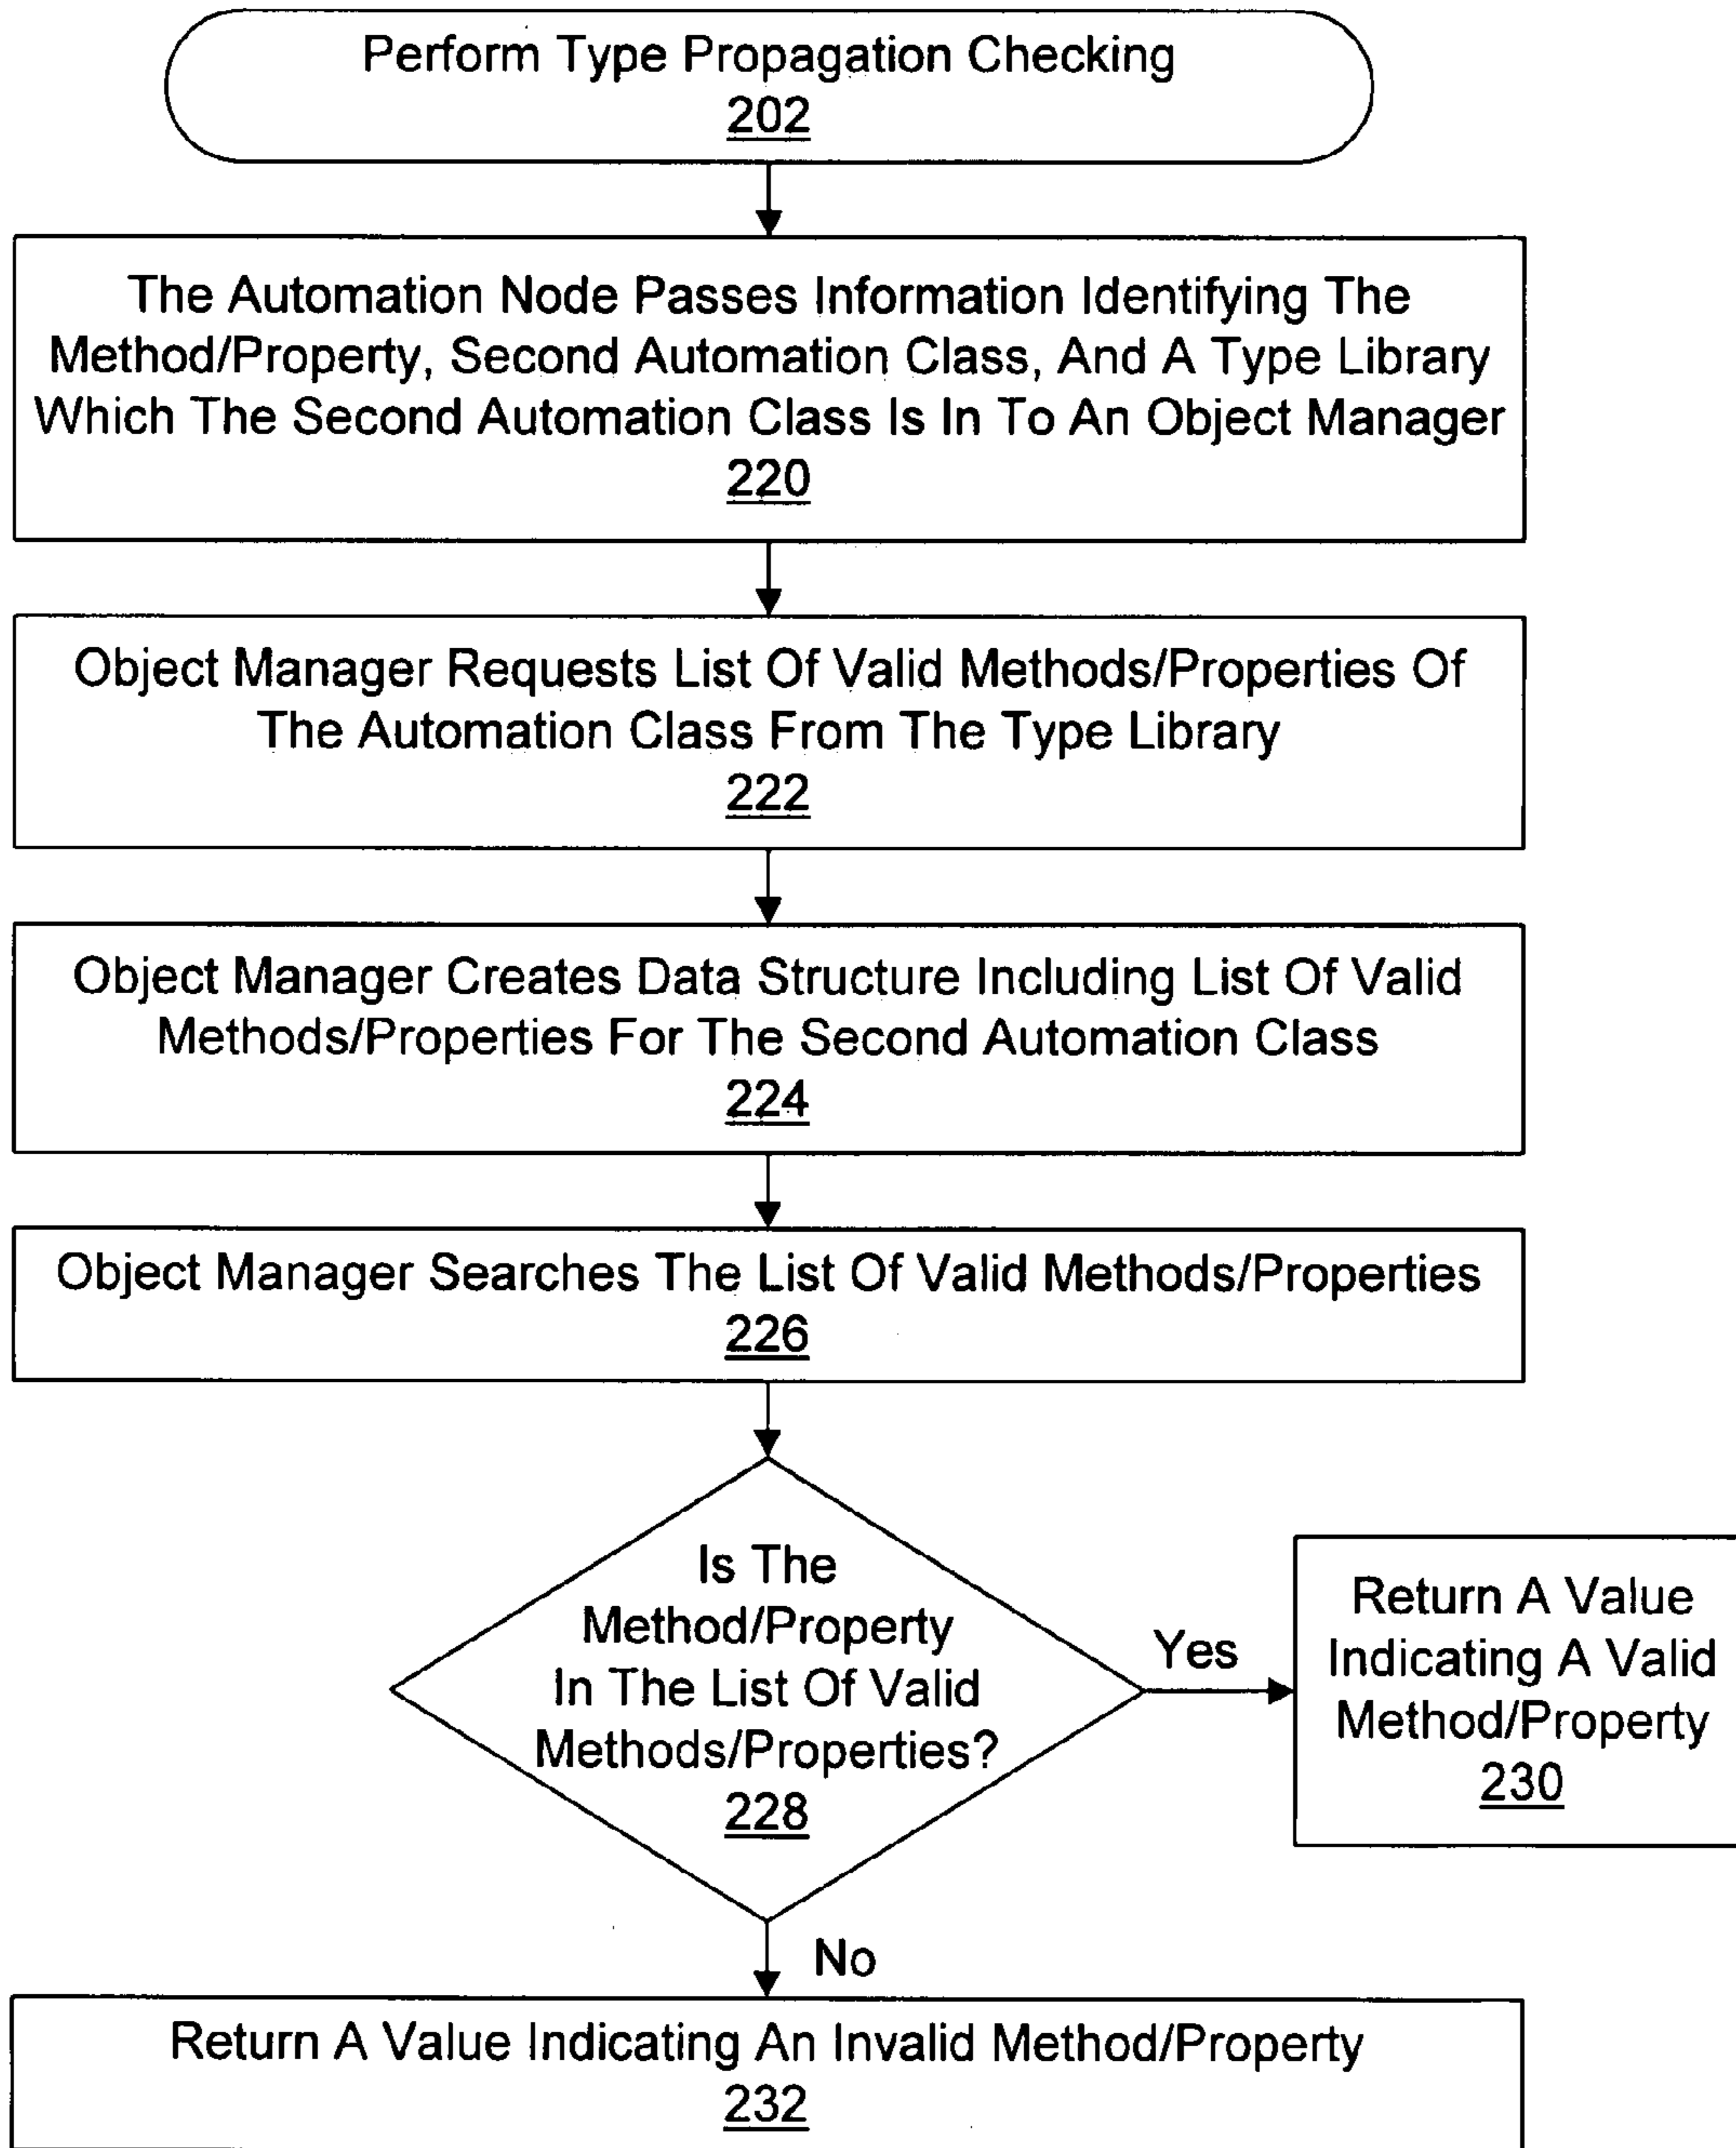 Perform Type Propagation Checking
202
The Automation Node Passes Information Identifying The
Method/Property, Second Automation Class, And A Type Library
Which The Second Automation Class Is In To An Object Manager
220
Object Manager Requests List Of Valid Methods/Properties Of
The Automation Class From The Type Library
222
Object Manager Creates Data Structure Including List Of Valid
Methods/Properties For The Second Automation Class
224
Object Manager Searches The List Of Valid Methods/Properties
226
Is The
Method/Property
In The List Of Valid
Methods/Properties?
228
Yes
Return A Value
Indicating A Valid
Method/Property
230
No
Return A Value Indicating An Invalid Method/Property
232